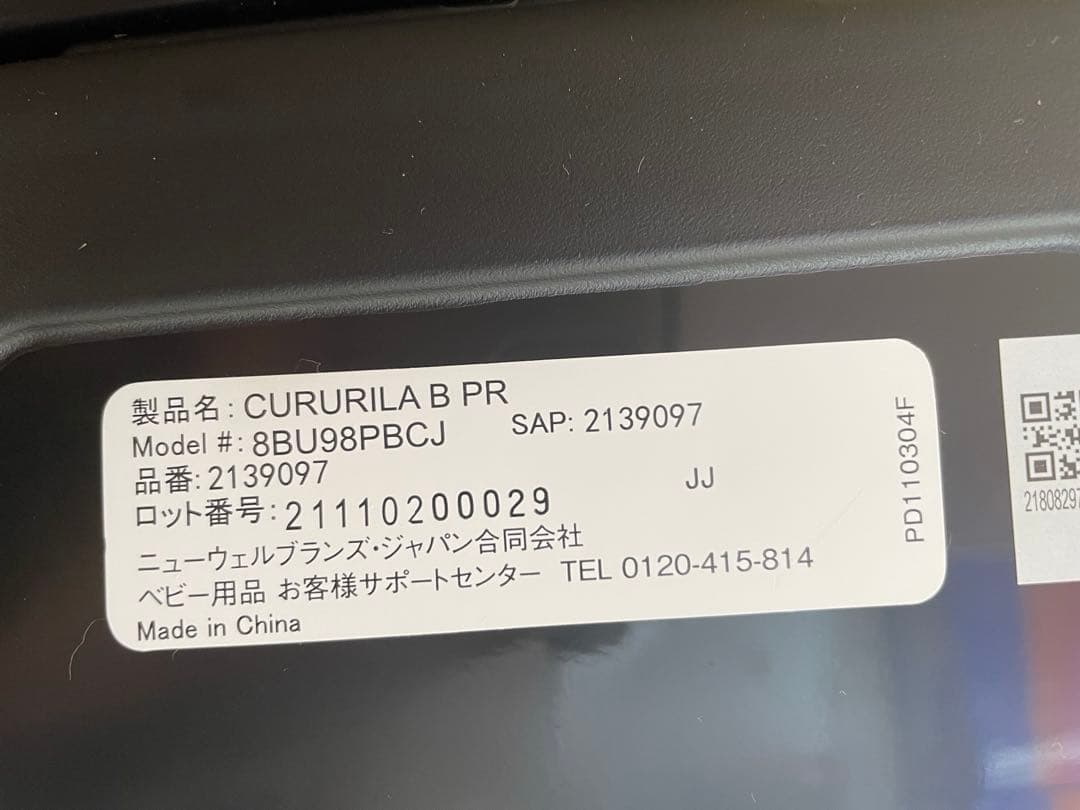 製品名: CURURILA B PR
Model #: 8BU98PBCJ SAP: 2139097
品番: 2139097
JJ
ロット番号: 21110200029
ニューウェルブランズ・ジャパン合同会社
ベビー用品 お客様サポートセンター TEL 0120-415-814
Made in China
PD110304F
2180829